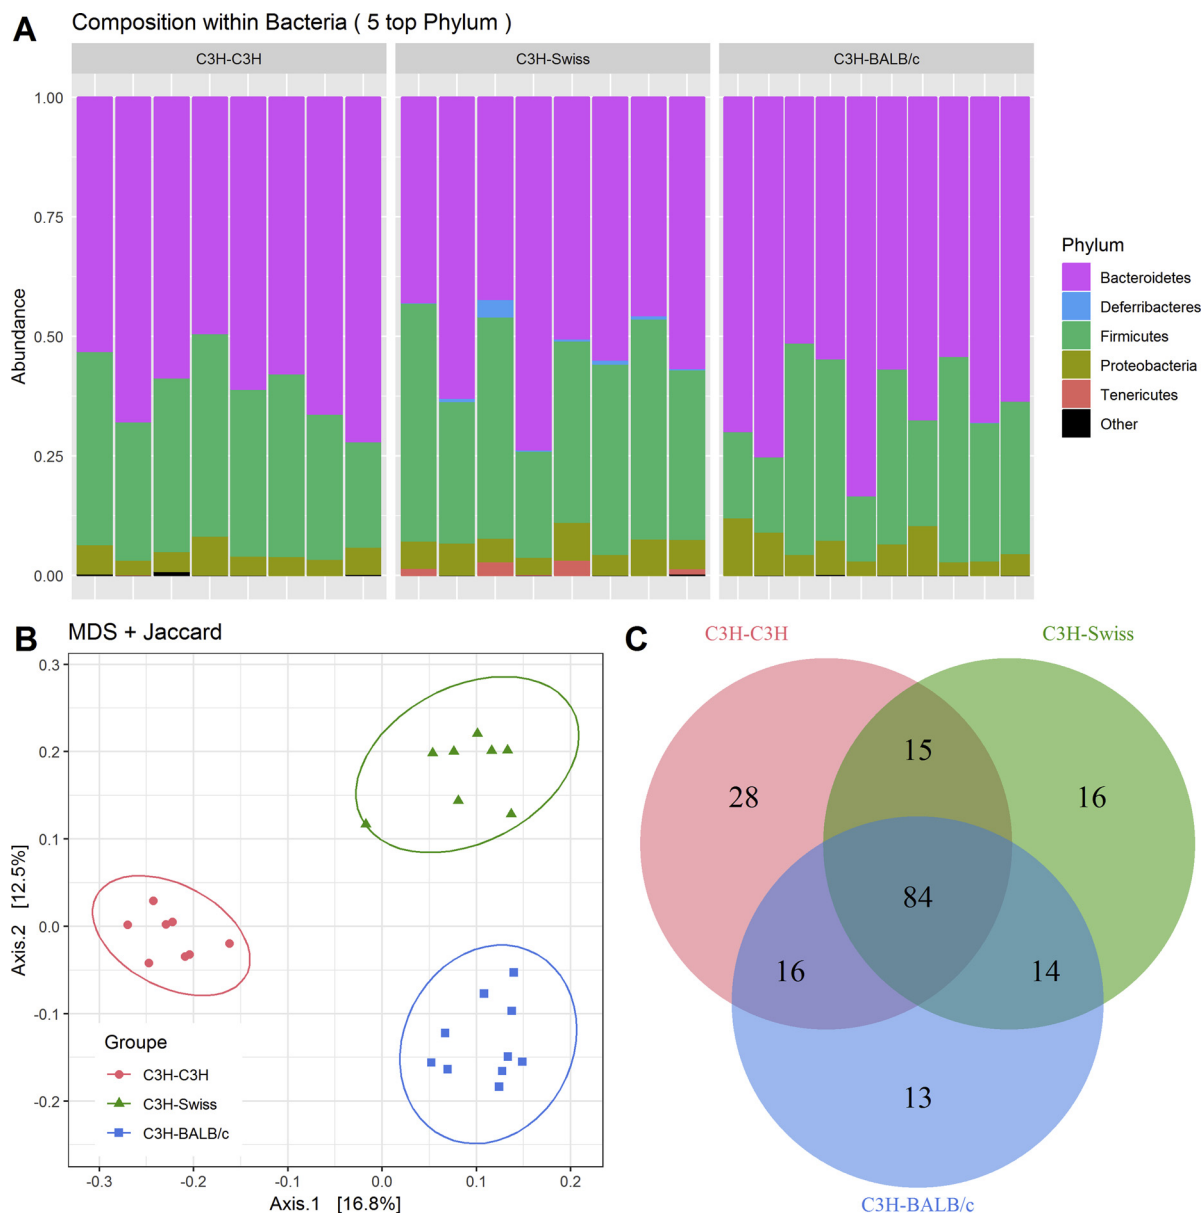 A
Composition within Bacteria ( 5 top Phylum )
C3H-C3H
C3H-Swiss
C3H-BALB/c
1.00
0.75
0.50
0.25
0.00
Abundance
Phylum
Bacteroidetes
Deferribacteres
Firmicutes
Proteobacteria
Tenericutes
Other
B
MDS + Jaccard
0.3
0.2
0.1
0.0
-0.1
-0.2
Axis.2 [12.5%]
Groupe
C3H-C3H
C3H-Swiss
C3H-BALB/c
-0.3
-0.2
-0.1
0.0
0.1
0.2
Axis.1 [16.8%]
C
C3H-C3H
C3H-Swiss
15
28
16
84
16
14
13
C3H-BALB/c